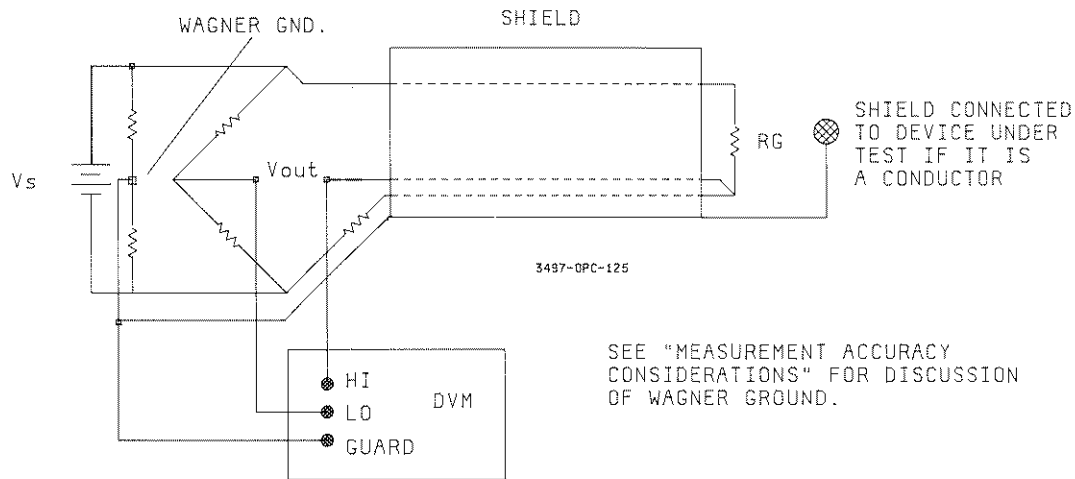 SHIELD
WAGNER GND.
SHIELD CONNECTED
TO DEVICE UNDER
TEST IF IT IS
A CONDUCTOR
RG
Vs
Vout
3497-OPC-125
SEE "MEASUREMENT ACCURACY
CONSIDERATIONS" FOR DISCUSSION
OF WAGNER GROUND.
HI
LO
DVM
GUARD